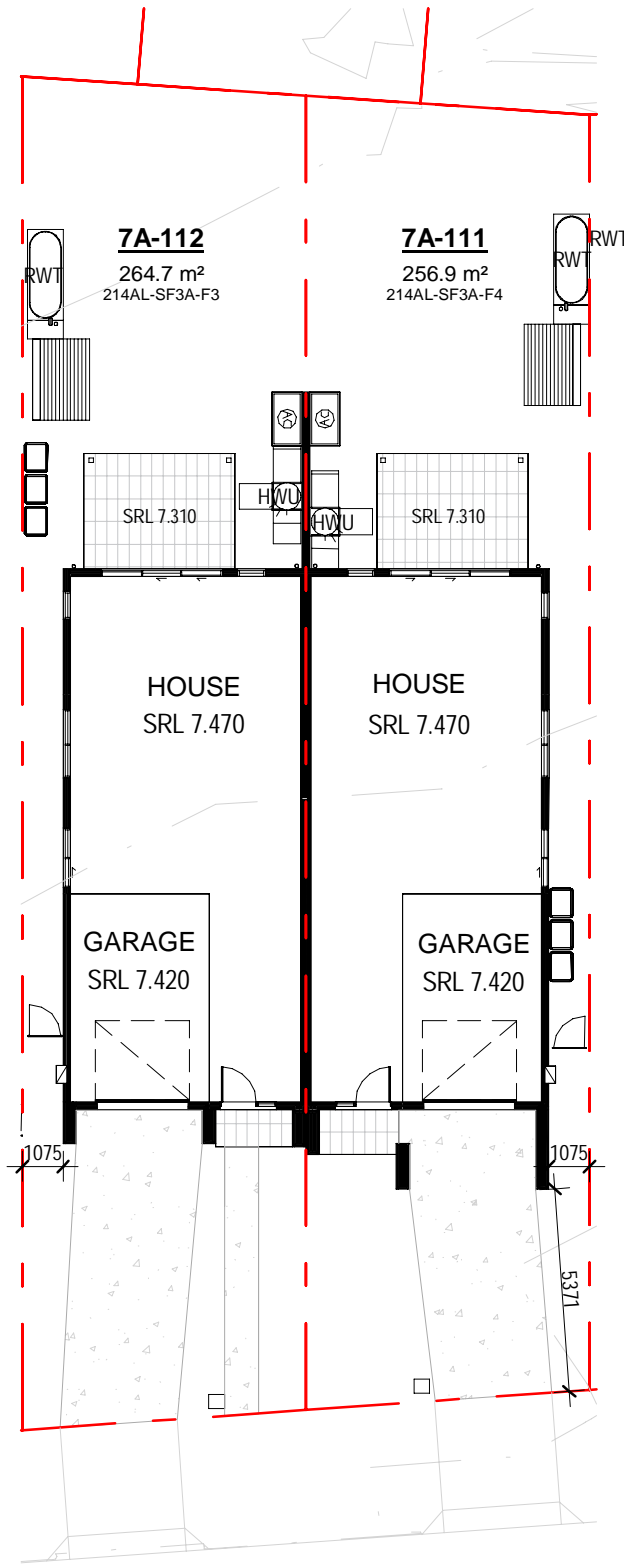 7A-112
264.7 m²
214AL-SF3A-F3
7A-111
256.9 m²
214AL-SF3A-F4
RWT
RWT
RWT
AC
AC
HWU
HWU
SRL 7.310
SRL 7.310
HOUSE
SRL 7.470
HOUSE
SRL 7.470
GARAGE
SRL 7.420
GARAGE
SRL 7.420
1075
1075
5371